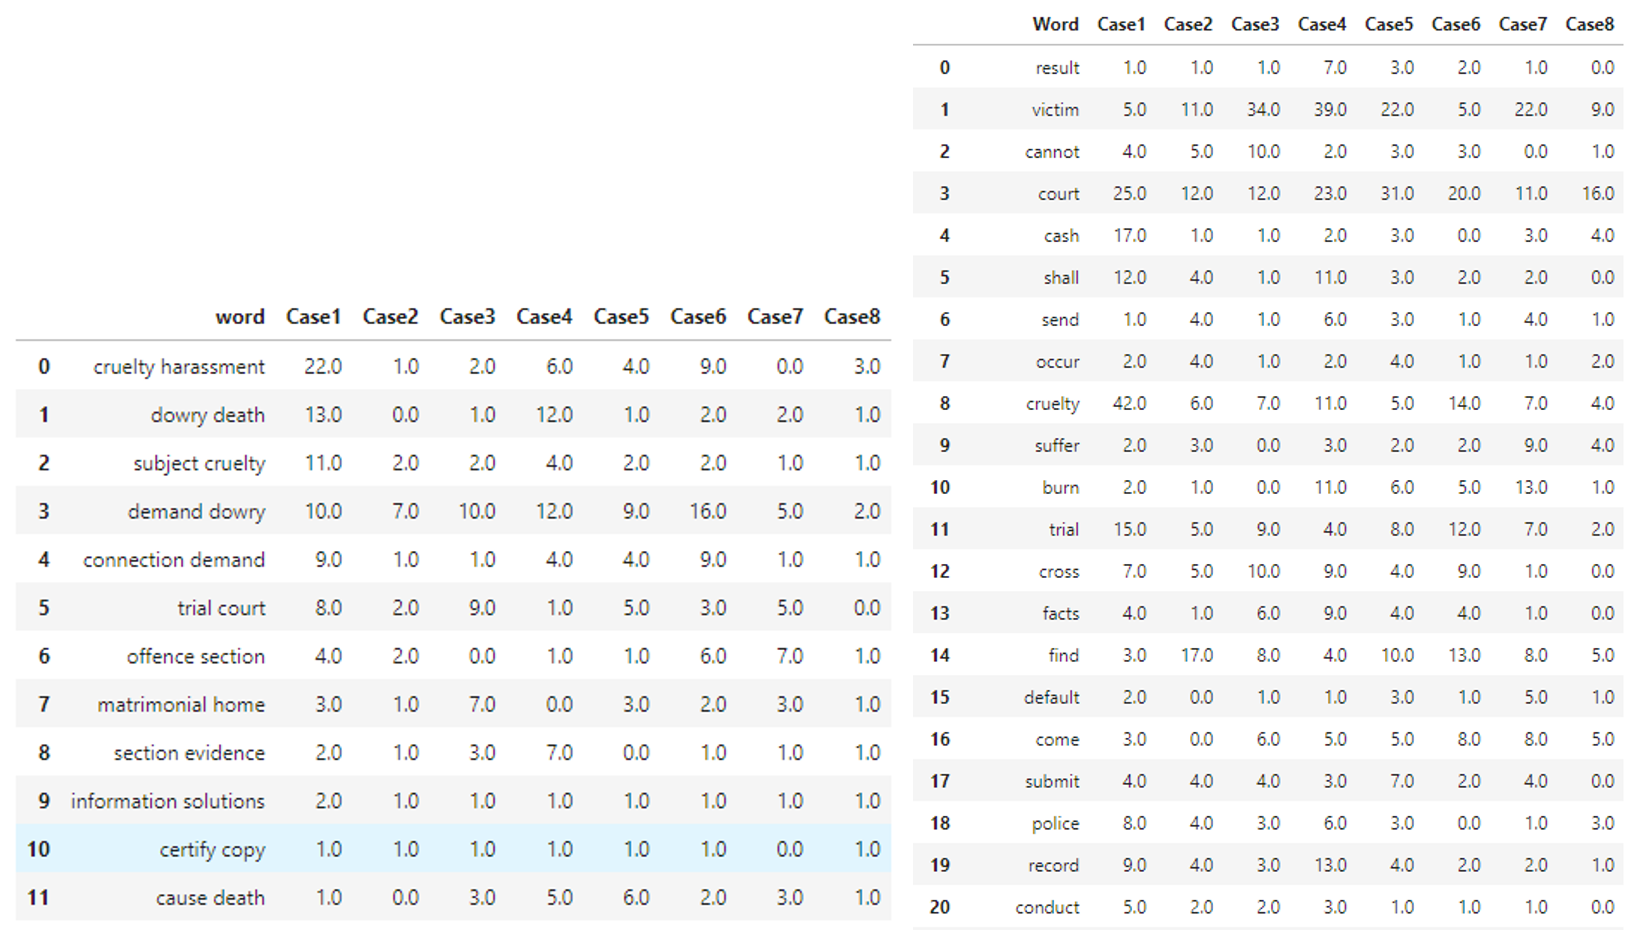 word Case1 Case2 Case3 Case4 Case5 Case6 Case7 Case8
0 cruelty harassment 22.0 1.0 2.0 6.0 4.0 9.0 0.0 3.0
1 dowry death 13.0 0.0 1.0 12.0 1.0 2.0 2.0 1.0
2 subject cruelty 11.0 2.0 2.0 4.0 2.0 2.0 1.0 1.0
3 demand dowry 10.0 7.0 10.0 12.0 9.0 16.0 5.0 2.0
4 connection demand 9.0 1.0 1.0 4.0 4.0 9.0 1.0 1.0
5 trial court 8.0 2.0 9.0 1.0 5.0 3.0 5.0 0.0
6 offence section 4.0 2.0 0.0 1.0 1.0 6.0 7.0 1.0
7 matrimonial home 3.0 1.0 7.0 0.0 3.0 2.0 3.0 1.0
8 section evidence 2.0 1.0 3.0 7.0 0.0 1.0 1.0 1.0
9 information solutions 2.0 1.0 1.0 1.0 1.0 1.0 1.0 1.0
10 certify copy 1.0 1.0 1.0 1.0 1.0 1.0 0.0 1.0
11 cause death 1.0 0.0 3.0 5.0 6.0 2.0 3.0 1.0
Word Case1 Case2 Case3 Case4 Case5 Case6 Case7 Case8
0 result 1.0 1.0 1.0 7.0 3.0 2.0 1.0 0.0
1 victim 5.0 11.0 34.0 39.0 22.0 5.0 22.0 9.0
2 cannot 4.0 5.0 10.0 2.0 3.0 3.0 0.0 1.0
3 court 25.0 12.0 12.0 23.0 31.0 20.0 11.0 16.0
4 cash 17.0 1.0 1.0 2.0 3.0 0.0 3.0 4.0
5 shall 12.0 4.0 1.0 11.0 3.0 2.0 2.0 0.0
6 send 1.0 4.0 1.0 6.0 3.0 1.0 4.0 1.0
7 occur 2.0 4.0 1.0 2.0 4.0 1.0 1.0 2.0
8 cruelty 42.0 6.0 7.0 11.0 5.0 14.0 7.0 4.0
9 suffer 2.0 3.0 0.0 3.0 2.0 2.0 9.0 4.0
10 burn 2.0 1.0 0.0 11.0 6.0 5.0 13.0 1.0
11 trial 15.0 5.0 9.0 4.0 8.0 12.0 7.0 2.0
12 cross 7.0 5.0 10.0 9.0 4.0 9.0 1.0 0.0
13 facts 4.0 1.0 6.0 9.0 4.0 4.0 1.0 0.0
14 find 3.0 17.0 8.0 4.0 10.0 13.0 8.0 5.0
15 default 2.0 0.0 1.0 1.0 3.0 1.0 5.0 1.0
16 come 3.0 0.0 6.0 5.0 5.0 8.0 8.0 5.0
17 submit 4.0 4.0 4.0 3.0 7.0 2.0 4.0 0.0
18 police 8.0 4.0 3.0 6.0 3.0 0.0 1.0 3.0
19 record 9.0 4.0 3.0 13.0 4.0 2.0 2.0 1.0
20 conduct 5.0 2.0 2.0 3.0 1.0 1.0 1.0 0.0